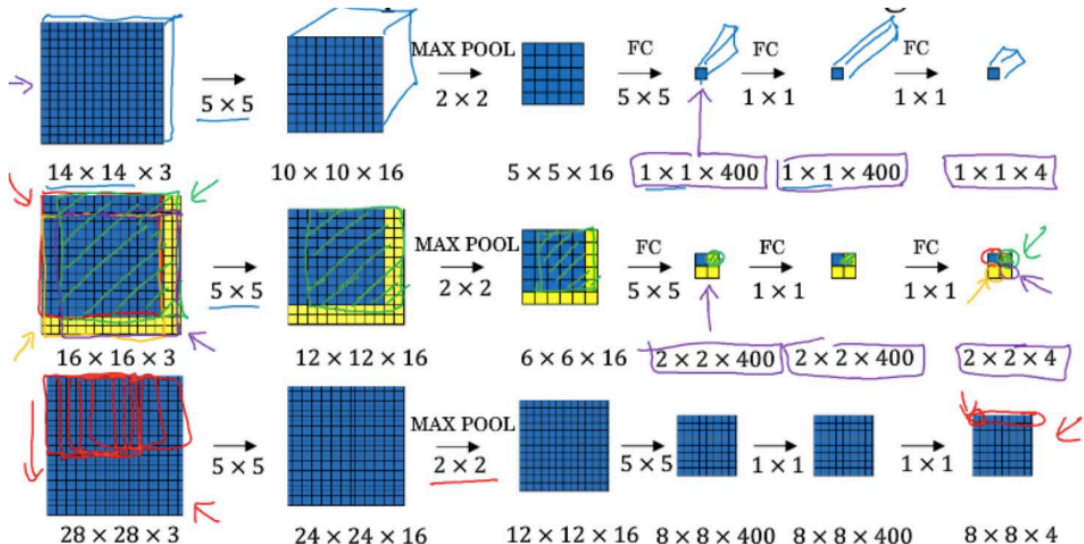 MAX POOL FC FC FC
5 × 5 2 × 2 5 × 5 1 × 1 1 × 1
14 × 14 × 3 10 × 10 × 16 5 × 5 × 16 1 × 1 × 400 1 × 1 × 400 1 × 1 × 4
MAX POOL FC FC FC
5 × 5 2 × 2 5 × 5 1 × 1 1 × 1
16 × 16 × 3 12 × 12 × 16 6 × 6 × 16 2 × 2 × 400 2 × 2 × 400 2 × 2 × 4
MAX POOL
5 × 5 2 × 2 5 × 5 1 × 1 1 × 1
28 × 28 × 3 24 × 24 × 16 12 × 12 × 16 8 × 8 × 400 8 × 8 × 400 8 × 8 × 4